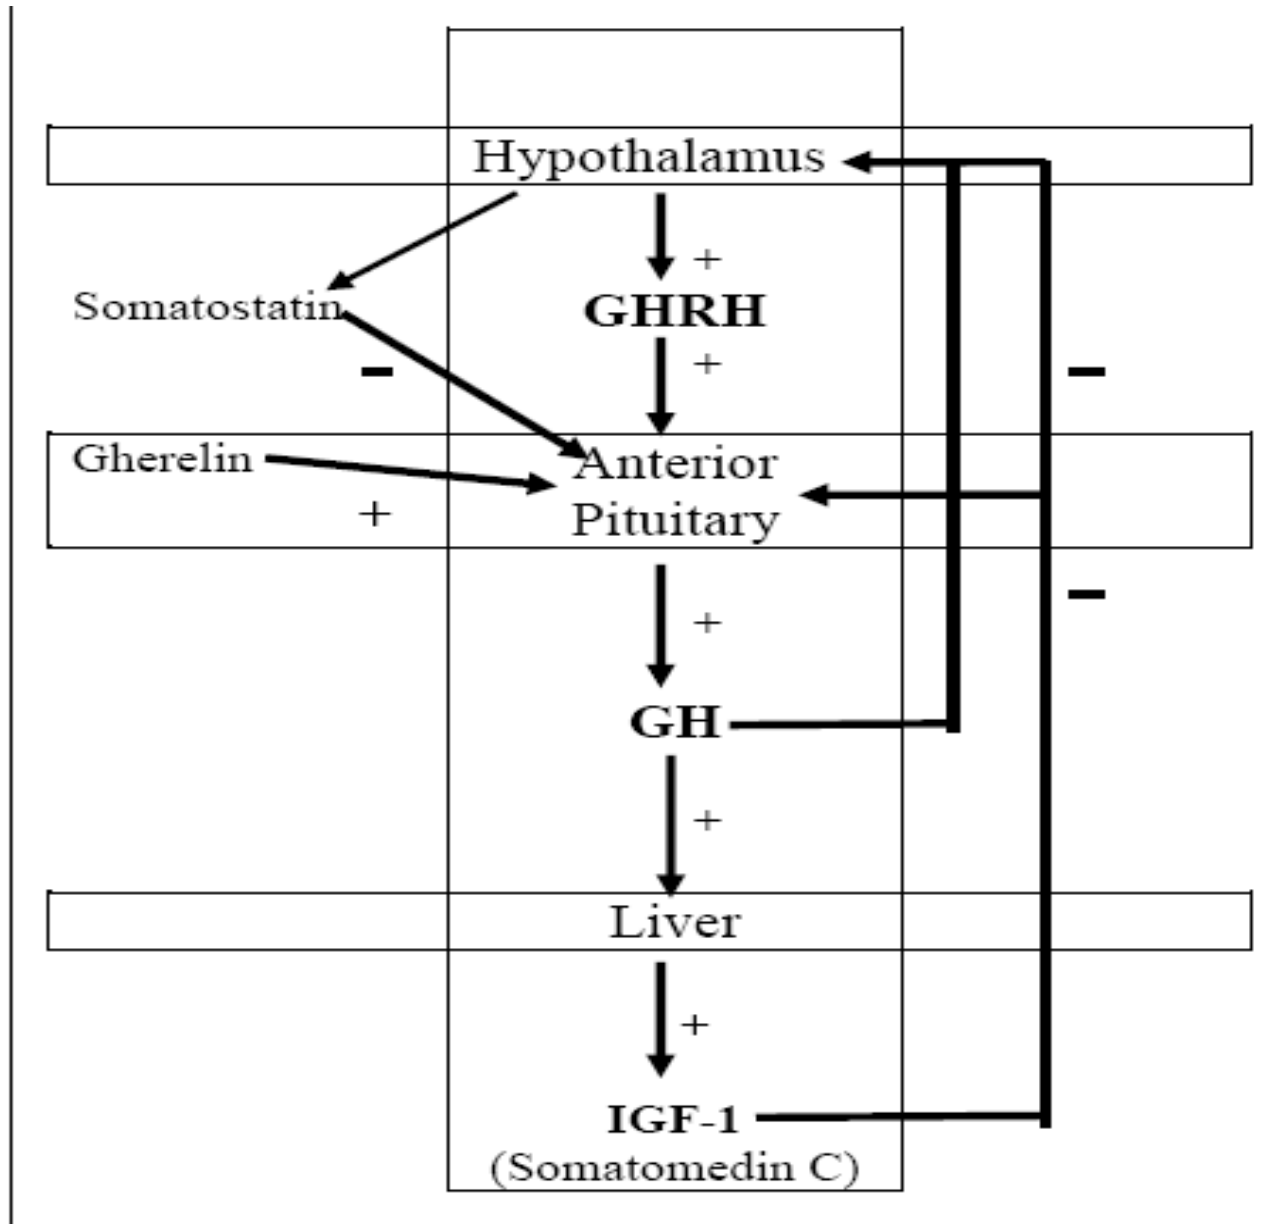 Hypothalamus
+
Somatostatin
GHRH
+
-
-
Gherelin
Anterior
Pituitary
+
-
+
GH
+
Liver
+
IGF-1
(Somatomedin C)